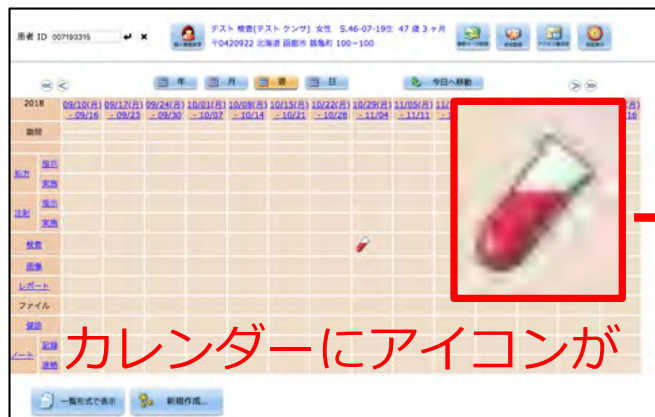 患者 ID 007193315
テスト 検査(テスト ケンサ) 女性 S.46-07-19生 47 歳 3 ヶ月
〒0420922 北海道 函館市 銭亀町 100-100
年 月 週 日 今日へ移動
2018 09/10(月) 09/17(月) 09/24(月) 10/01(月) 10/08(月) 10/15(月) 10/22(月) 10/29(月) 11/05(月)
- 09/16 - 09/23 - 09/30 - 10/07 - 10/14 - 10/21 - 10/28 - 11/04 - 11/11
期間
処方 指示
実施
注射 指示
実施
検査
画像
レポート
ファイル
健診
ノート 記録
連絡
カレンダーにアイコンが
一覧形式で表示 新規作成...